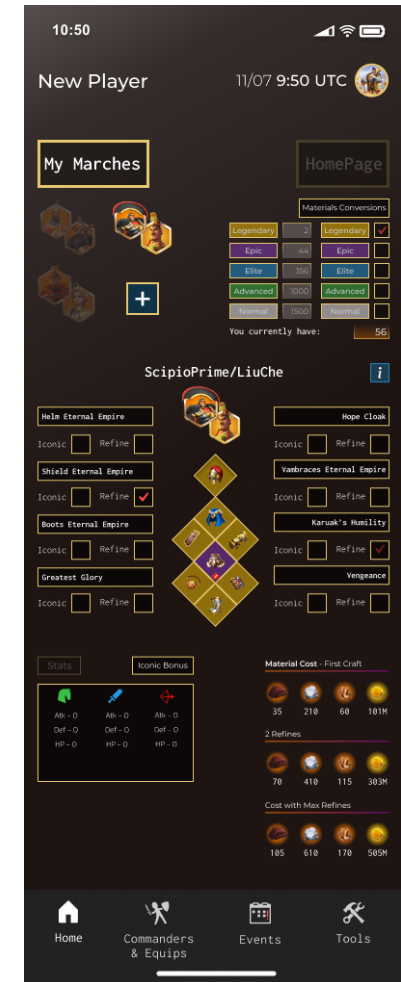 10:50
New Player
11/07 9:50 UTC
My Marches
HomePage
Materials Conversions
Legendary 2 Legendary
Epic 44 Epic
Elite 356 Elite
Advanced 1000 Advanced
Normal 1500 Normal
You currently have: 56
+
ScipioPrime/LiuChe
i
Helm Eternal Empire
Hope Cloak
Iconic Refine
Iconic Refine
Shield Eternal Empire
Vambraces Eternal Empire
Iconic Refine
Iconic Refine
Boots Eternal Empire
Karuak's Humility
Iconic Refine
Iconic Refine
Greatest Glory
Vengeance
Iconic Refine
Iconic Refine
Stats
Iconic Bonus
Atk - 0 Atk - 0 Atk - 0
Def - 0 Def - 0 Def - 0
HP - 0 HP - 0 HP - 0
Material Cost - First Craft
35 210 60 101M
2 Refines
70 410 115 303M
Cost with Max Refines
105 610 170 505M
Home
Commanders
& Equips
Events
Tools